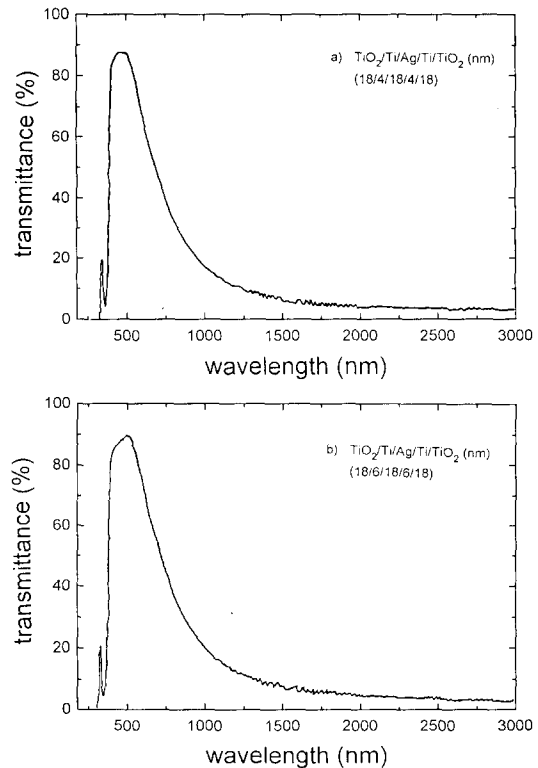 100
80
60
40
20
0
transmittance (%)
a) TiO₂/Ti/Ag/Ti/TiO₂ (nm)
(18/4/18/4/18)
500 1000 1500 2000 2500 3000
wavelength (nm)
100
80
60
40
20
0
transmittance (%)
b) TiO₂/Ti/Ag/Ti/TiO₂ (nm)
(18/6/18/6/18)
500 1000 1500 2000 2500 3000
wavelength (nm)